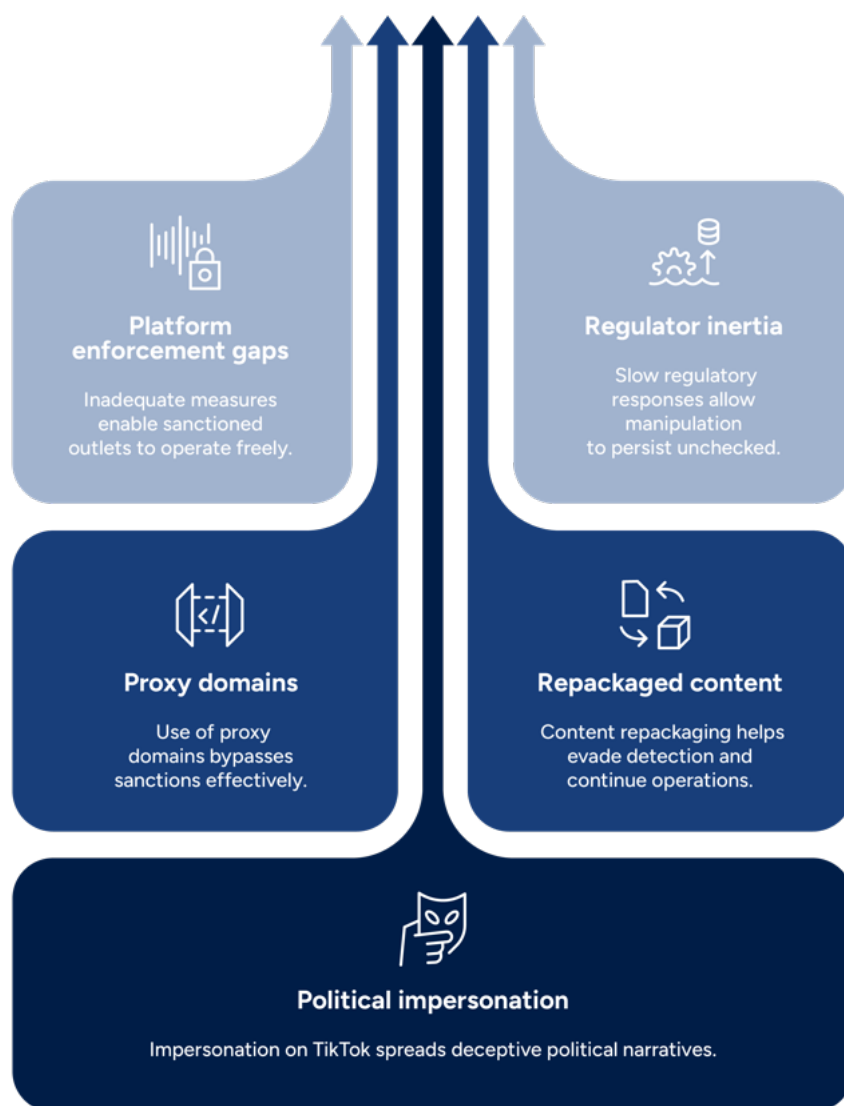 Platform
enforcement gaps
Inadequate measures
enable sanctioned
outlets to operate freely.
Regulator inertia
Slow regulatory
responses allow
manipulation
to persist unchecked.
</>
Proxy domains
Use of proxy
domains bypasses
sanctions effectively.
Repackaged content
Content repackaging helps
evade detection and
continue operations.
Political impersonation
Impersonation on TikTok spreads deceptive political narratives.